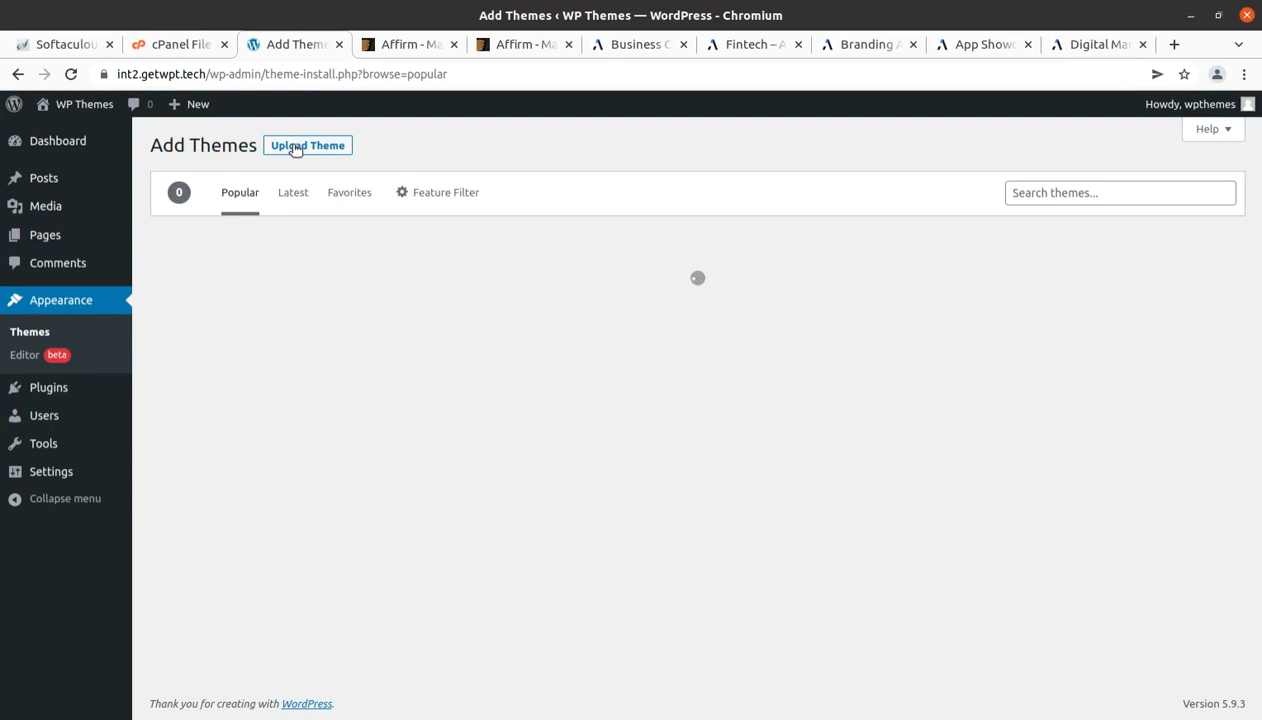 Add Themes ‹ WP Themes — WordPress - Chromium
Softaculou
cPanel File
Add Theme
Affirm - Ma
Affirm - Ma
Business C
Fintech – A
Branding A
App Showc
Digital Mar
int2.getwpt.tech/wp-admin/theme-install.php?browse=popular
WP Themes
0
New
Howdy, wpthemes
Dashboard
Posts
Media
Pages
Comments
Appearance
Themes
Editor beta
Plugins
Users
Tools
Settings
Collapse menu
Add Themes
Upload Theme
Help
0
Popular
Latest
Favorites
Feature Filter
Search themes...
Thank you for creating with WordPress.
Version 5.9.3